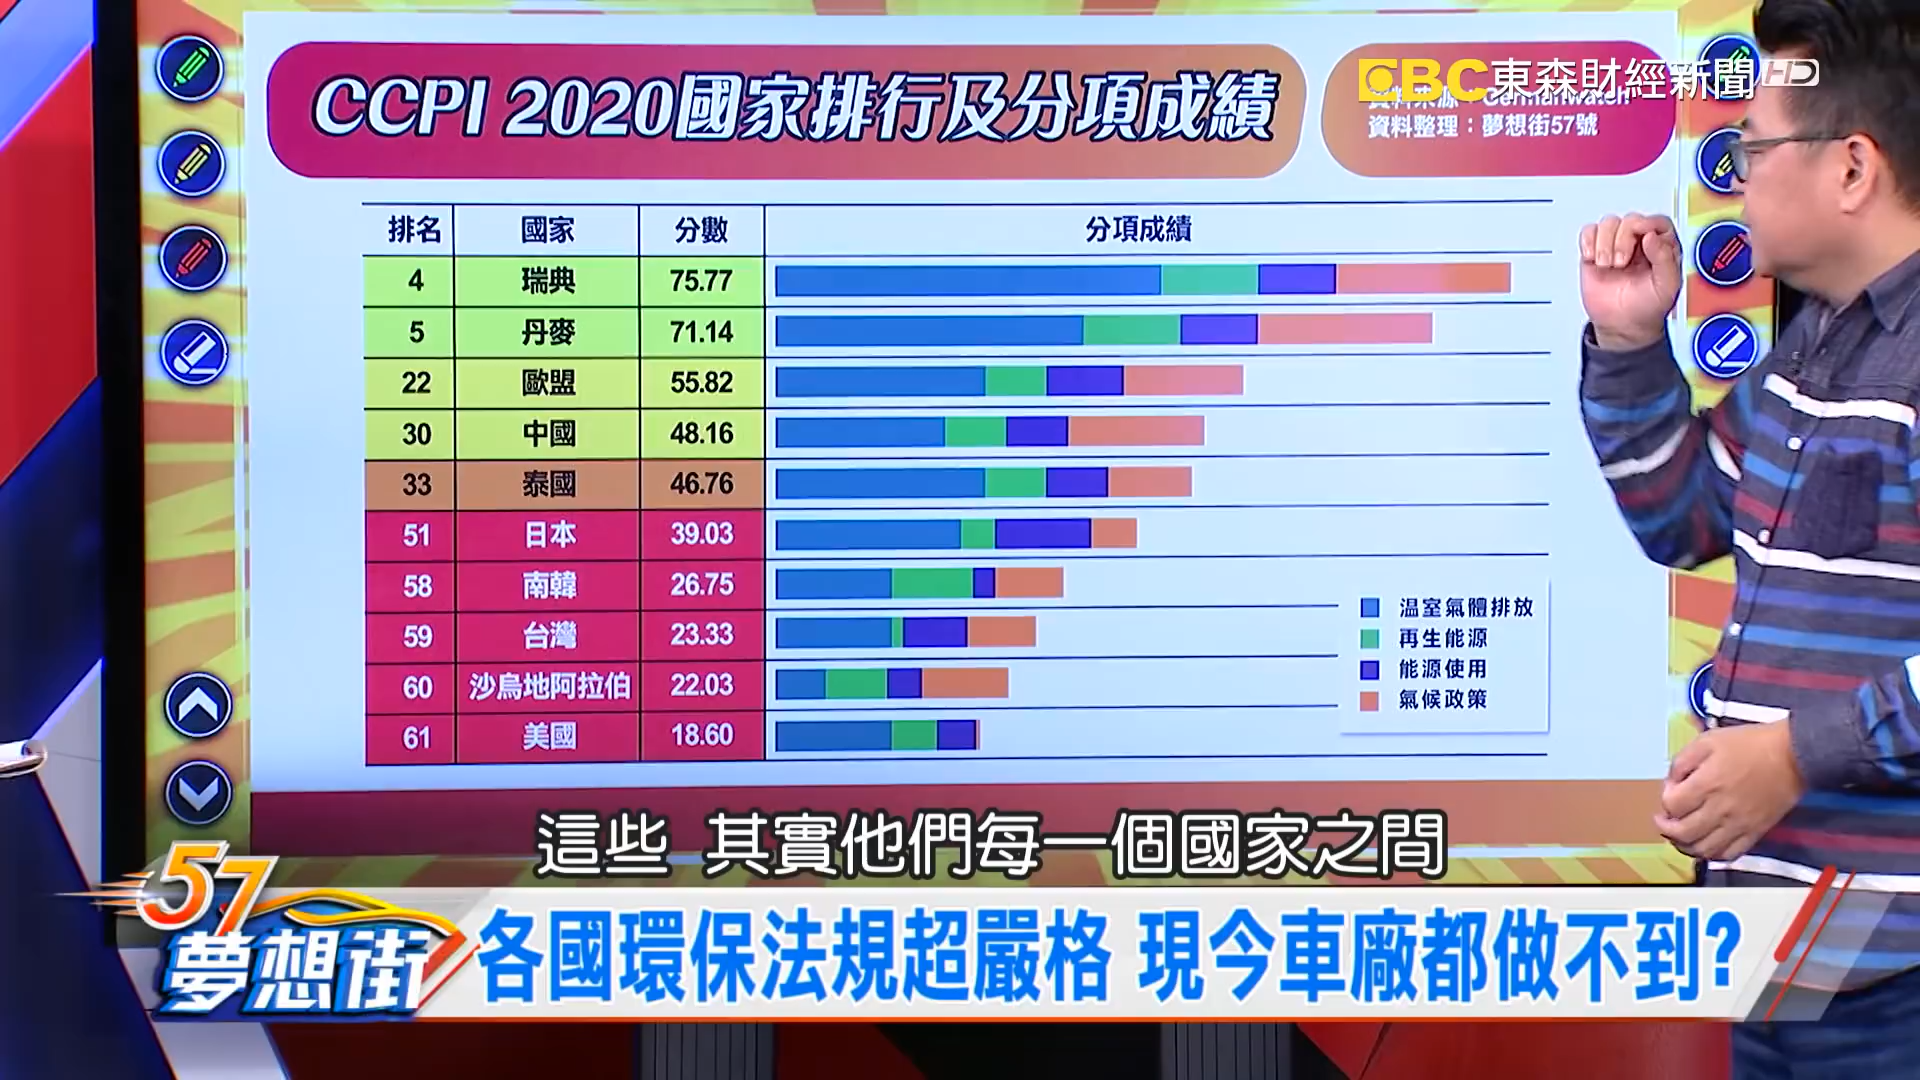 CCPI 2020國家排行及分項成績
EBC東森財經新聞HD
資料來源：Germanwatch
資料整理：夢想街57號
排名 國家 分數 分項成績
4 瑞典 75.77
5 丹麥 71.14
22 歐盟 55.82
30 中國 48.16
33 泰國 46.76
51 日本 39.03
58 南韓 26.75
59 台灣 23.33
60 沙烏地阿拉伯 22.03
61 美國 18.60
温室氣體排放
再生能源
能源使用
氣候政策
這些 其實他們每一個國家之間
57
夢想街
各國環保法規超嚴格 現今車廠都做不到?